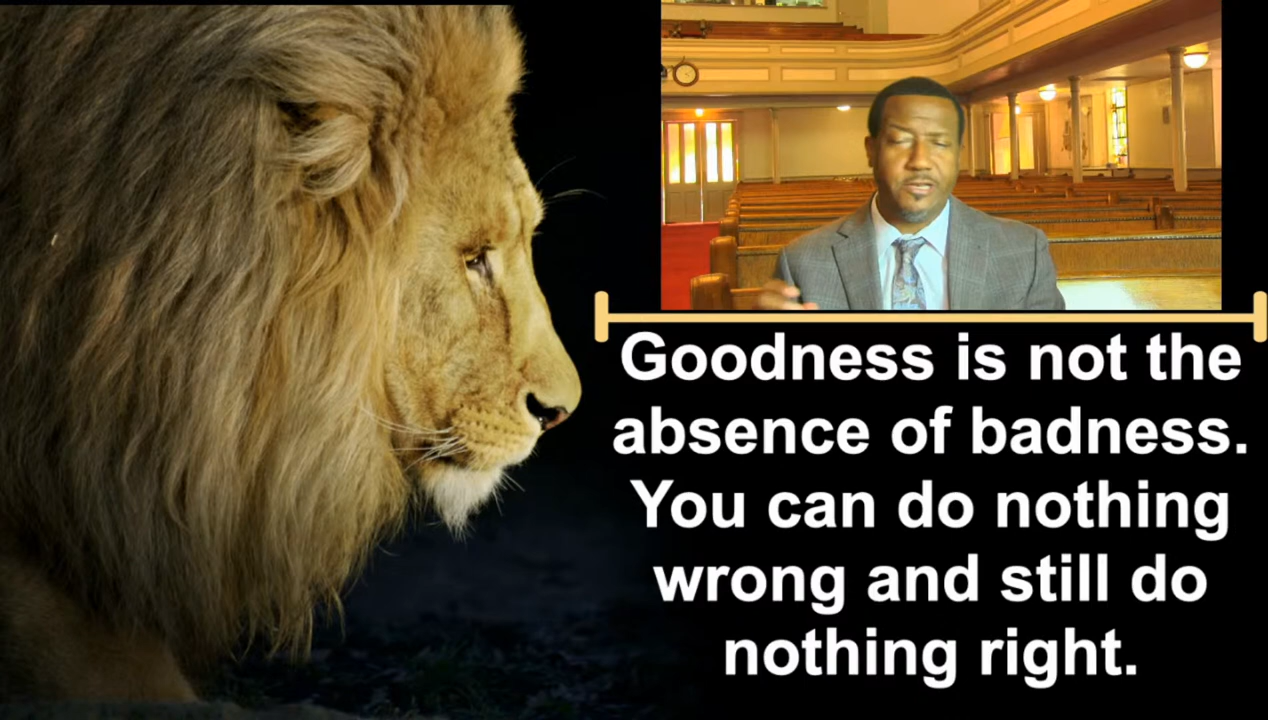 Goodness is not the
absence of badness.
You can do nothing
wrong and still do
nothing right.